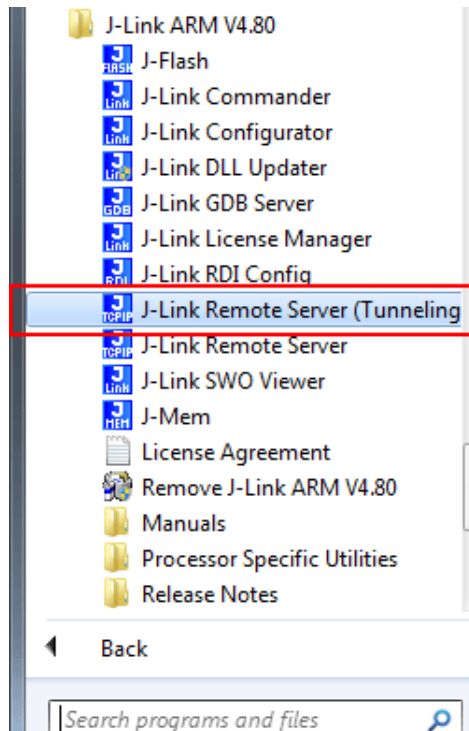 J-Link ARM V4.80
J-Flash
J-Link Commander
J-Link Configurator
J-Link DLL Updater
J-Link GDB Server
J-Link License Manager
J-Link RDI Config
J-Link Remote Server (Tunneling
J-Link Remote Server
J-Link SWO Viewer
J-Mem
License Agreement
Remove J-Link ARM V4.80
Manuals
Processor Specific Utilities
Release Notes
Back
Search programs and files